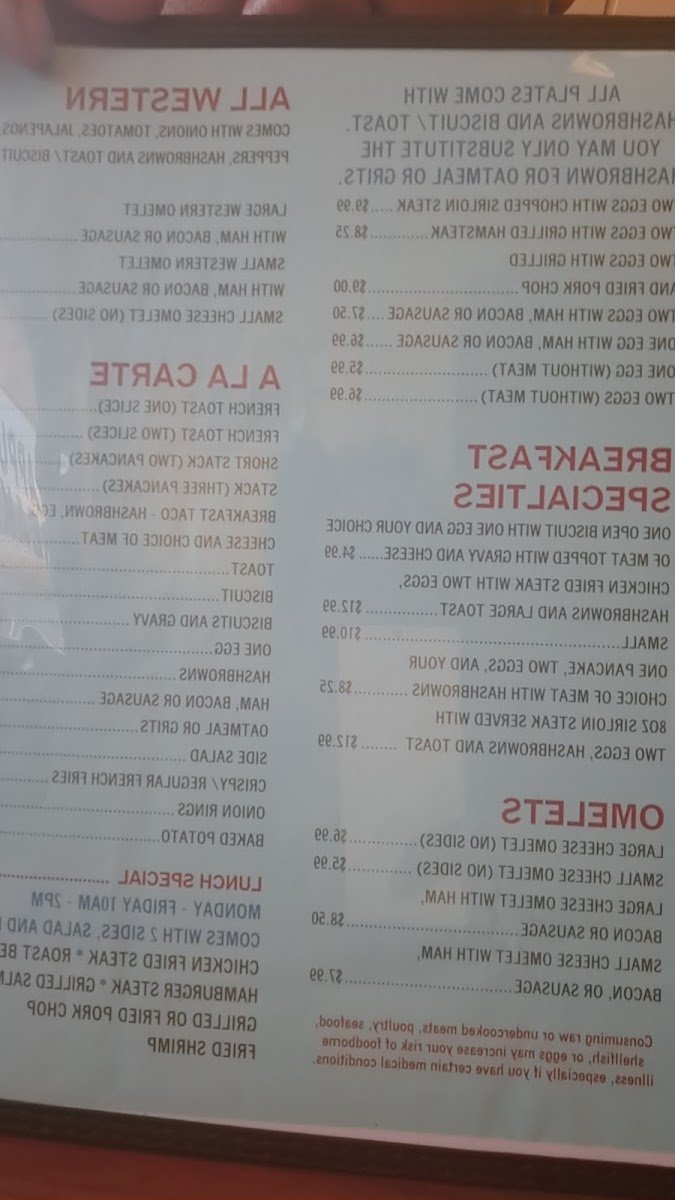 ALL PLATES COME WITH
HASHBROWNS AND BISCUIT/ TOAST.
YOU MAY ONLY SUBSTITUTE THE
HASHBROWN FOR OATMEAL OR GRITS.
TWO EGGS WITH CHOPPED SIRLOIN STEAK .....$9.99
TWO EGGS WITH GRILLED HAMSTEAK............$8.25
TWO EGGS WITH GRILLED
AND FRIED PORK CHOP..............................$9.00
TWO EGGS WITH HAM, BACON OR SAUSAGE ....$7.50
ONE EGG WITH HAM, BACON OR SAUSAGE ......$6.99
ONE EGG (WITHOUT MEAT) ........................$5.99
TWO EGGS (WITHOUT MEAT)......................$6.99
BREAKFAST
SPECIALTIES
ONE OPEN BISCUIT WITH ONE EGG AND YOUR CHOICE
OF MEAT TOPPED WITH GRAVY AND CHEESE......$4.99
CHICKEN FRIED STEAK WITH TWO EGGS,
HASHBROWNS AND LARGE TOAST..............$12.99
SMALL..................................................$10.99
ONE PANCAKE, TWO EGGS, AND YOUR
CHOICE OF MEAT WITH HASHBROWNS ...........$8.25
8OZ SIRLOIN STEAK SERVED WITH
TWO EGGS, HASHBROWNS AND TOAST ........$12.99
OMELETS
LARGE CHEESE OMELET (NO SIDES)..............$6.99
SMALL CHEESE OMELET (NO SIDES) .............$5.99
LARGE CHEESE OMELET WITH HAM,
BACON OR SAUSAGE..................................$8.50
SMALL CHEESE OMELET WITH HAM,
BACON, OR SAUSAGE.................................$7.99
Consuming raw or undercooked meats, poultry, seafood,
shellfish, or eggs may increase your risk of foodborne
illness, especially if you have certain medical conditions.
ALL WESTERN
COMES WITH ONIONS, TOMATOES, JALAPENOS,
PEPPERS, HASHBROWNS AND TOAST/ BISCUIT
LARGE WESTERN OMELET
WITH HAM, BACON OR SAUSAGE................
SMALL WESTERN OMELET
WITH HAM, BACON OR SAUSAGE................
SMALL CHEESE OMELET (NO SIDES) ...........
A LA CARTE
FRENCH TOAST (ONE SLICE)....................
FRENCH TOAST (TWO SLICES) ..................
SHORT STACK (TWO PANCAKES)...............
STACK (THREE PANCAKES) ......................
BREAKFAST TACO - HASHBROWN,
CHEESE AND CHOICE OF MEAT..................
TOAST..................................................
BISCUIT................................................
BISCUITS AND GRAVY .............................
ONE EGG..............................................
HASHBROWNS.......................................
HAM, BACON OR SAUSAGE ......................
OATMEAL OR GRITS...............................
SIDE SALAD ..........................................
CRISPY/ REGULAR FRENCH FRIES ............
ONION RINGS.......................................
BAKED POTATO.....................................
LUNCH SPECIAL ..........................
MONDAY - FRIDAY 10AM - 2PM
COMES WITH 2 SIDES, SALAD AND
CHICKEN FRIED STEAK * ROAST
HAMBURGER STEAK * GRILLED
GRILLED OR FRIED PORK CHOP
FRIED SHRIMP